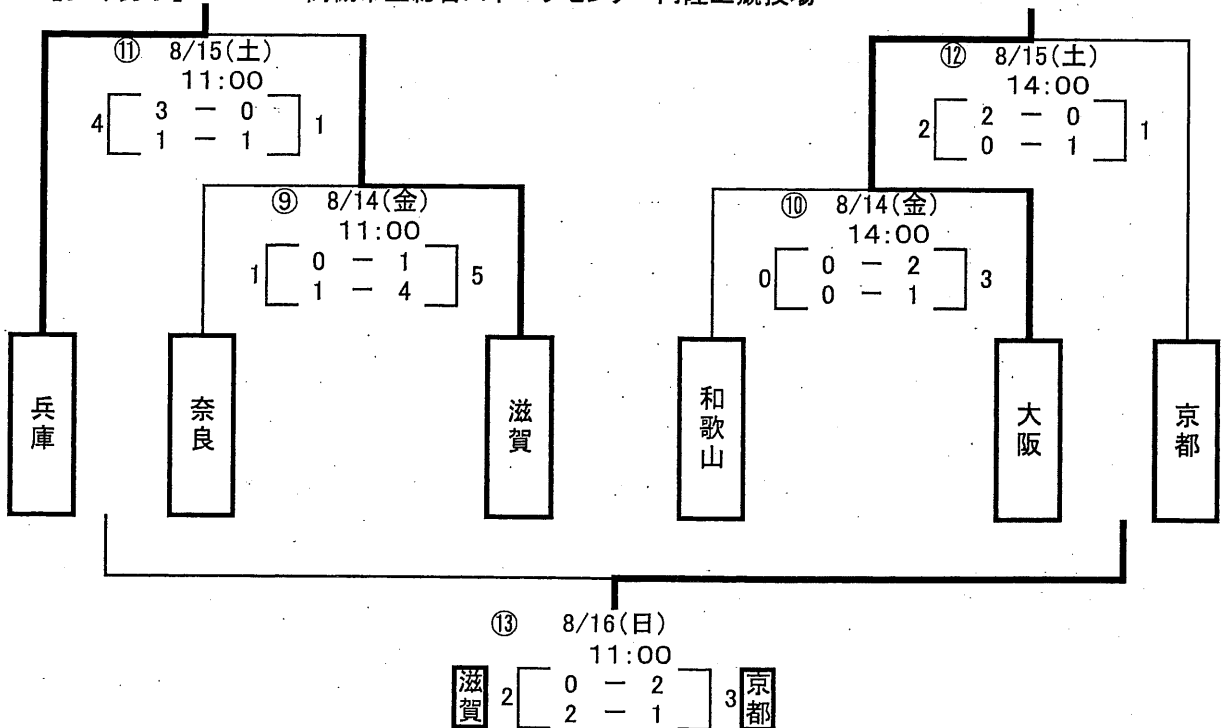 ⑪ 8/15(土)
11:00
4 3 － 0 1
1 － 1
⑫ 8/15(土)
14:00
2 2 － 0 1
0 － 1
⑨ 8/14(金)
11:00
1 0 － 1 5
1 － 4
⑩ 8/14(金)
14:00
0 0 － 2 3
0 － 1
兵庫
奈良
滋賀
和歌山
大阪
京都
⑬ 8/16(日)
11:00
滋賀 2 0 － 2 3 京都
2 － 1